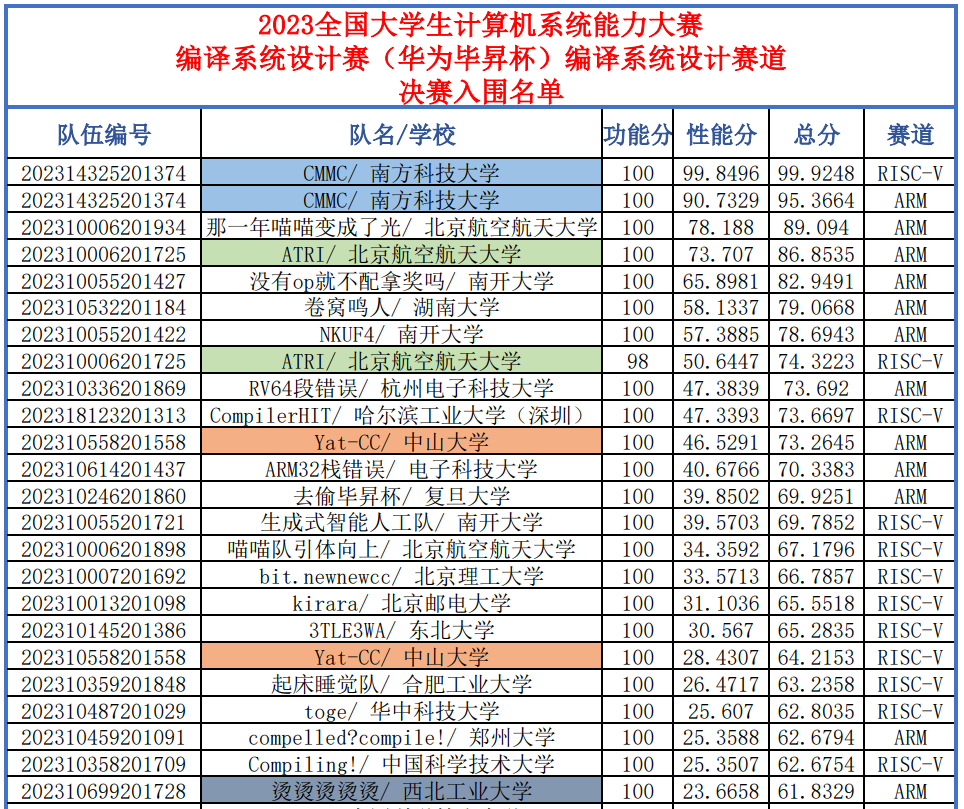 2023全国大学生计算机系统能力大赛
编译系统设计赛（华为毕昇杯）编译系统设计赛道
决赛入围名单
队伍编号 队名/学校 功能分 性能分 总分 赛道
202314325201374 CMMC/ 南方科技大学 100 99.8496 99.9248 RISC-V
202314325201374 CMMC/ 南方科技大学 100 90.7329 95.3664 ARM
202310006201934 那一年喵喵变成了光/ 北京航空航天大学 100 78.188 89.094 ARM
202310006201725 ATRI/ 北京航空航天大学 100 73.707 86.8535 ARM
202310055201427 没有op就不配拿奖吗/ 南开大学 100 65.8981 82.9491 ARM
202310532201184 卷窝鸣人/ 湖南大学 100 58.1337 79.0668 ARM
202310055201422 NKUF4/ 南开大学 100 57.3885 78.6943 ARM
202310006201725 ATRI/ 北京航空航天大学 98 50.6447 74.3223 RISC-V
202310336201869 RV64段错误/ 杭州电子科技大学 100 47.3839 73.692 ARM
202318123201313 CompilerHIT/ 哈尔滨工业大学（深圳） 100 47.3393 73.6697 RISC-V
202310558201558 Yat-CC/ 中山大学 100 46.5291 73.2645 ARM
202310614201437 ARM32栈错误/ 电子科技大学 100 40.6766 70.3383 ARM
202310246201860 去偷毕昇杯/ 复旦大学 100 39.8502 69.9251 ARM
202310055201721 生成式智能人工队/ 南开大学 100 39.5703 69.7852 RISC-V
202310006201898 喵喵队引体向上/ 北京航空航天大学 100 34.3592 67.1796 RISC-V
202310007201692 bit.newnewcc/ 北京理工大学 100 33.5713 66.7857 RISC-V
202310013201098 kirara/ 北京邮电大学 100 31.1036 65.5518 RISC-V
202310145201386 3TLE3WA/ 东北大学 100 30.567 65.2835 RISC-V
202310558201558 Yat-CC/ 中山大学 100 28.4307 64.2153 RISC-V
202310359201848 起床睡觉队/ 合肥工业大学 100 26.4717 63.2358 RISC-V
202310487201029 toge/ 华中科技大学 100 25.607 62.8035 RISC-V
202310459201091 compelled?compile!/ 郑州大学 100 25.3588 62.6794 ARM
202310358201709 Compiling!/ 中国科学技术大学 100 25.3507 62.6754 RISC-V
202310699201728 烫烫烫烫烫/ 西北工业大学 100 23.6658 61.8329 ARM